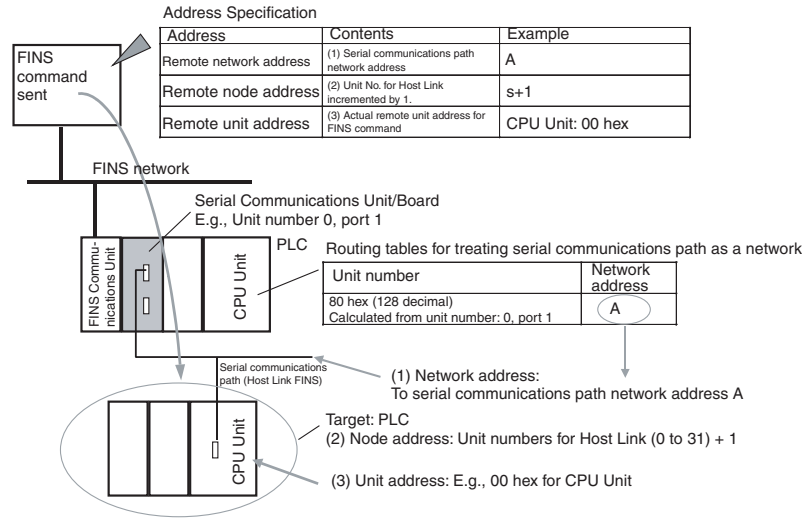 Address Specification
Address Contents Example
Remote network address (1) Serial communications path network address A
Remote node address (2) Unit No. for Host Link incremented by 1. s+1
Remote unit address (3) Actual remote unit address for FINS command CPU Unit: 00 hex
FINS
command
sent
FINS network
Serial Communications Unit/Board
E.g., Unit number 0, port 1
FINS Commu-
nications Unit
CPU Unit
PLC
Routing tables for treating serial communications path as a network
Unit number Network address
80 hex (128 decimal)
Calculated from unit number: 0, port 1
A
Serial communications
path (Host Link FINS)
(1) Network address:
To serial communications path network address A
CPU Unit
Target: PLC
(2) Node address: Unit numbers for Host Link (0 to 31) + 1
(3) Unit address: E.g., 00 hex for CPU Unit